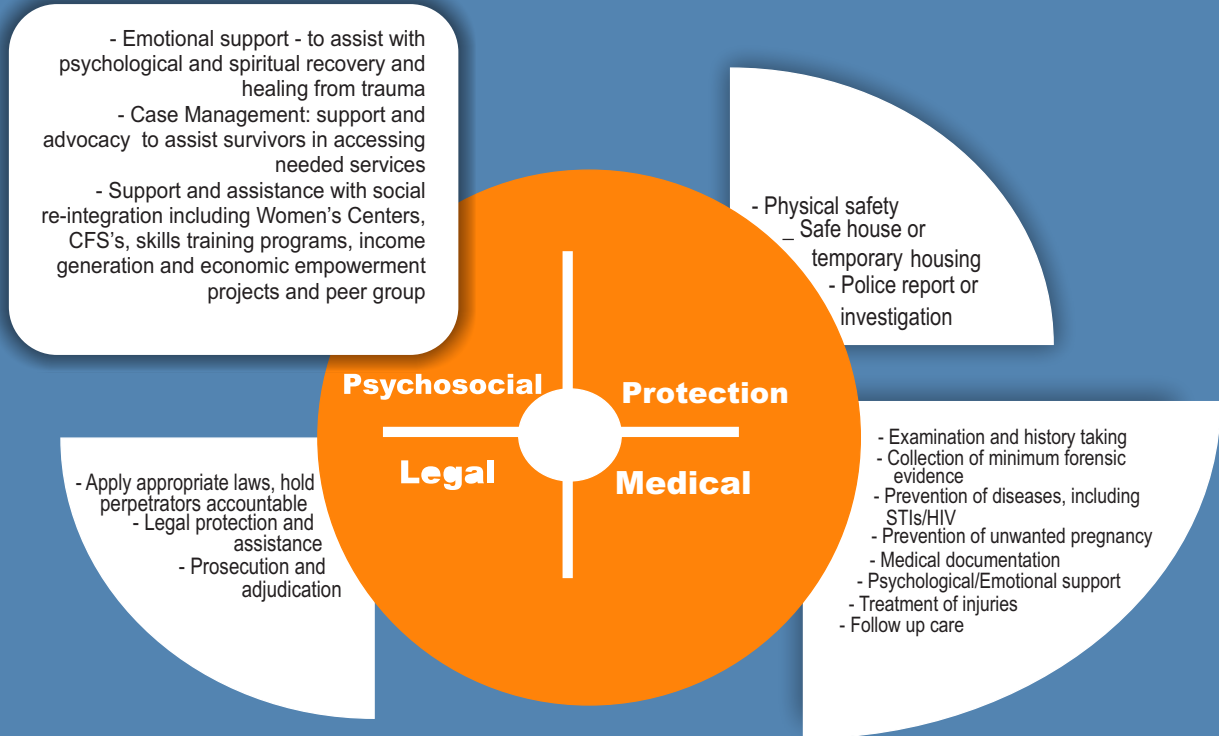 - Emotional support - to assist with
psychological and spiritual recovery and
healing from trauma
- Case Management: support and
advocacy to assist survivors in accessing
needed services
- Support and assistance with social
re-integration including Women's Centers,
CFS's, skills training programs, income
generation and economic empowerment
projects and peer group
- Physical safety
_ Safe house or
temporary housing
- Police report or
investigation
Psychosocial
Protection
Legal
Medical
- Apply appropriate laws, hold
perpetrators accountable
- Legal protection and
assistance
- Prosecution and
adjudication
- Examination and history taking
- Collection of minimum forensic
evidence
- Prevention of diseases, including
STIs/HIV
- Prevention of unwanted pregnancy
- Medical documentation
- Psychological/Emotional support
- Treatment of injuries
- Follow up care